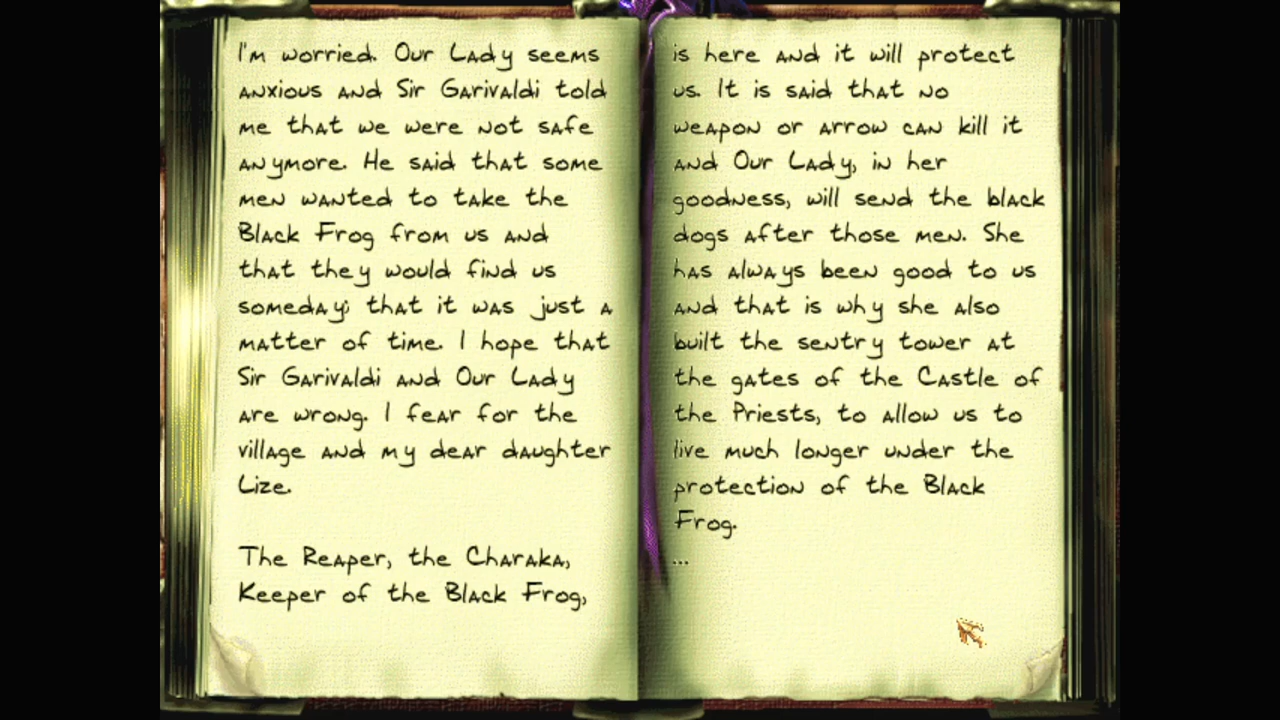 I'm worried. Our Lady seems
anxious and Sir Garivaldi told
me that we were not safe
anymore. He said that some
men wanted to take the
Black Frog from us and
that they would find us
someday; that it was just a
matter of time. I hope that
Sir Garivaldi and Our Lady
are wrong. I fear for the
village and my dear daughter
Lize.

The Reaper, the Charaka,
Keeper of the Black Frog,
is here and it will protect
us. It is said that no
weapon or arrow can kill it
and Our Lady, in her
goodness, will send the black
dogs after those men. She
has always been good to us
and that is why she also
built the sentry tower at
the gates of the Castle of
the Priests, to allow us to
live much longer under the
protection of the Black
Frog.
...